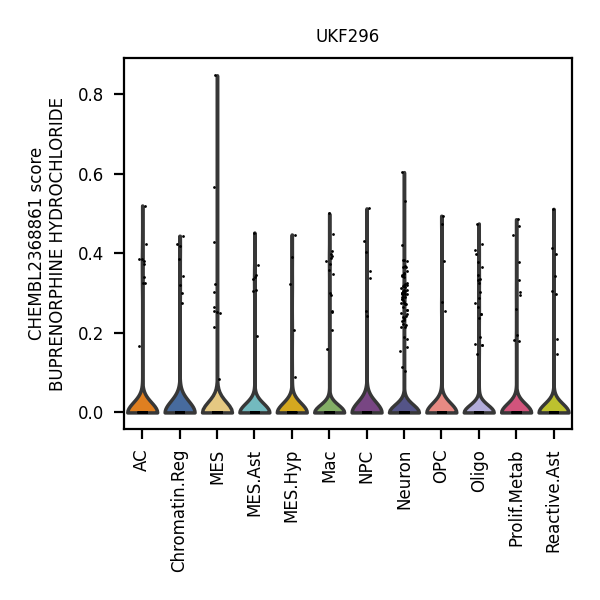 UKF296
CHEMBL2368861 score
BUPRENORPHINE HYDROCHLORIDE
0.8
0.6
0.4
0.2
0.0
AC
Chromatin.Reg
MES
MES.Ast
MES.Hyp
Mac
NPC
Neuron
OPC
Oligo
Prolif.Metab
Reactive.Ast